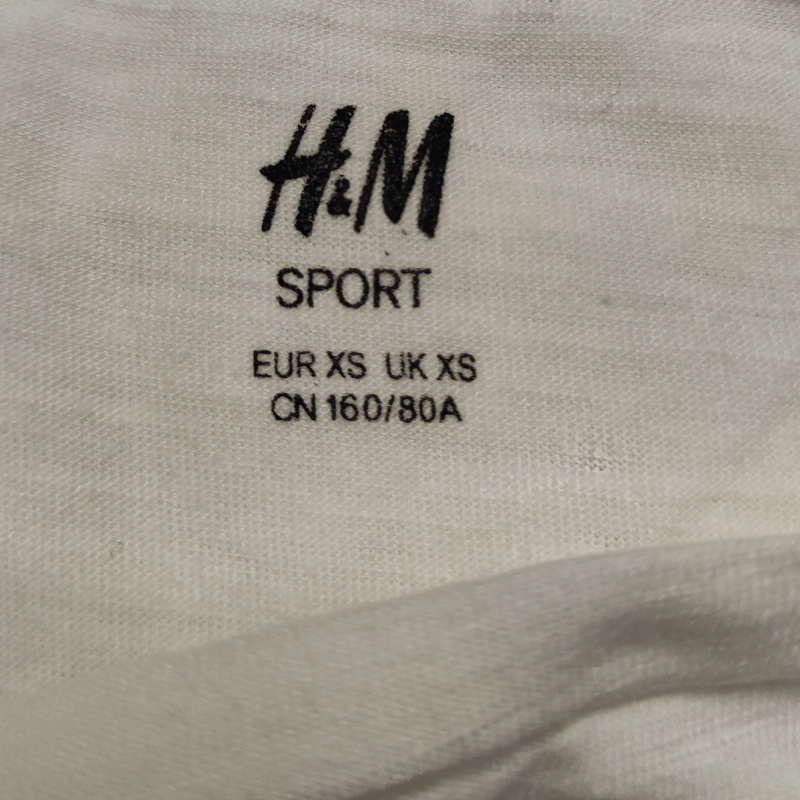 H&M
SPORT
EUR XS UK XS
CN 160/80A